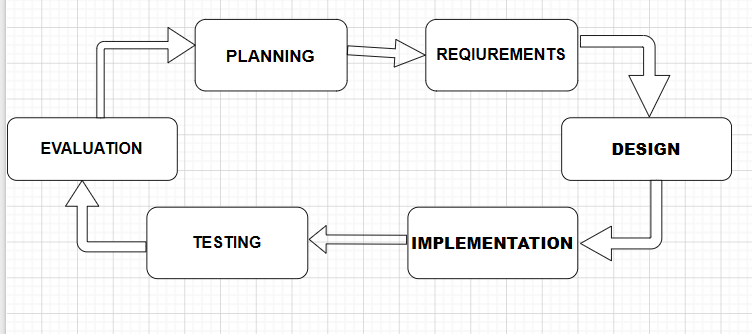 PLANNING
REQIUREMENTS
DESIGN
IMPLEMENTATION
TESTING
EVALUATION